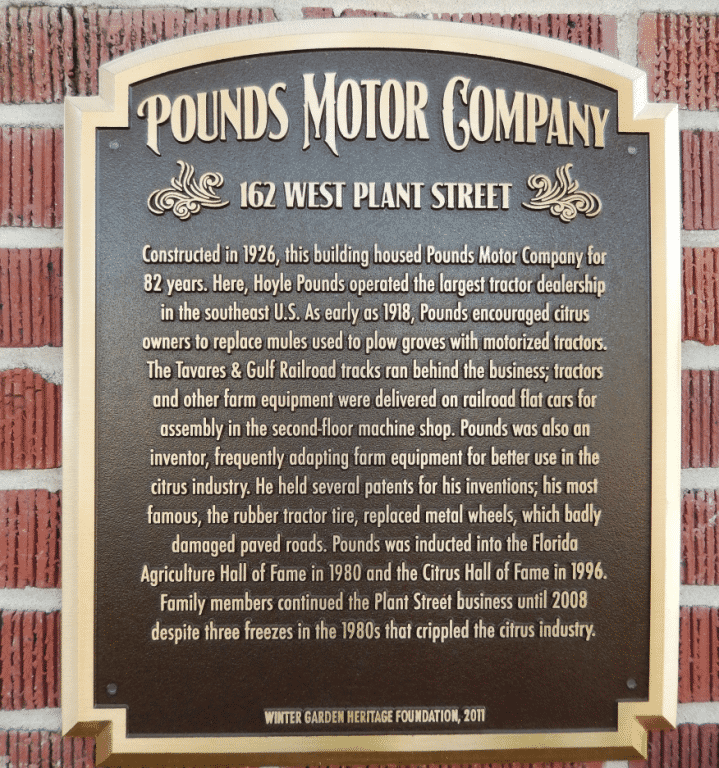 POUNDS MOTOR COMPANY
162 WEST PLANT STREET
Constructed in 1926, this building housed Pounds Motor Company for
82 years. Here, Hoyle Pounds operated the largest tractor dealership
in the southeast U.S. As early as 1918, Pounds encouraged citrus
owners to replace mules used to plow groves with motorized tractors.
The Tavares & Gulf Railroad tracks ran behind the business; tractors
and other farm equipment were delivered on railroad flat cars for
assembly in the second-floor machine shop. Pounds was also an
inventor, frequently adapting farm equipment for better use in the
citrus industry. He held several patents for his inventions; his most
famous, the rubber tractor tire, replaced metal wheels, which badly
damaged paved roads. Pounds was inducted into the Florida
Agriculture Hall of Fame in 1980 and the Citrus Hall of Fame in 1996.
Family members continued the Plant Street business until 2008
despite three freezes in the 1980s that crippled the citrus industry.
WINTER GARDEN HERITAGE FOUNDATION, 2011